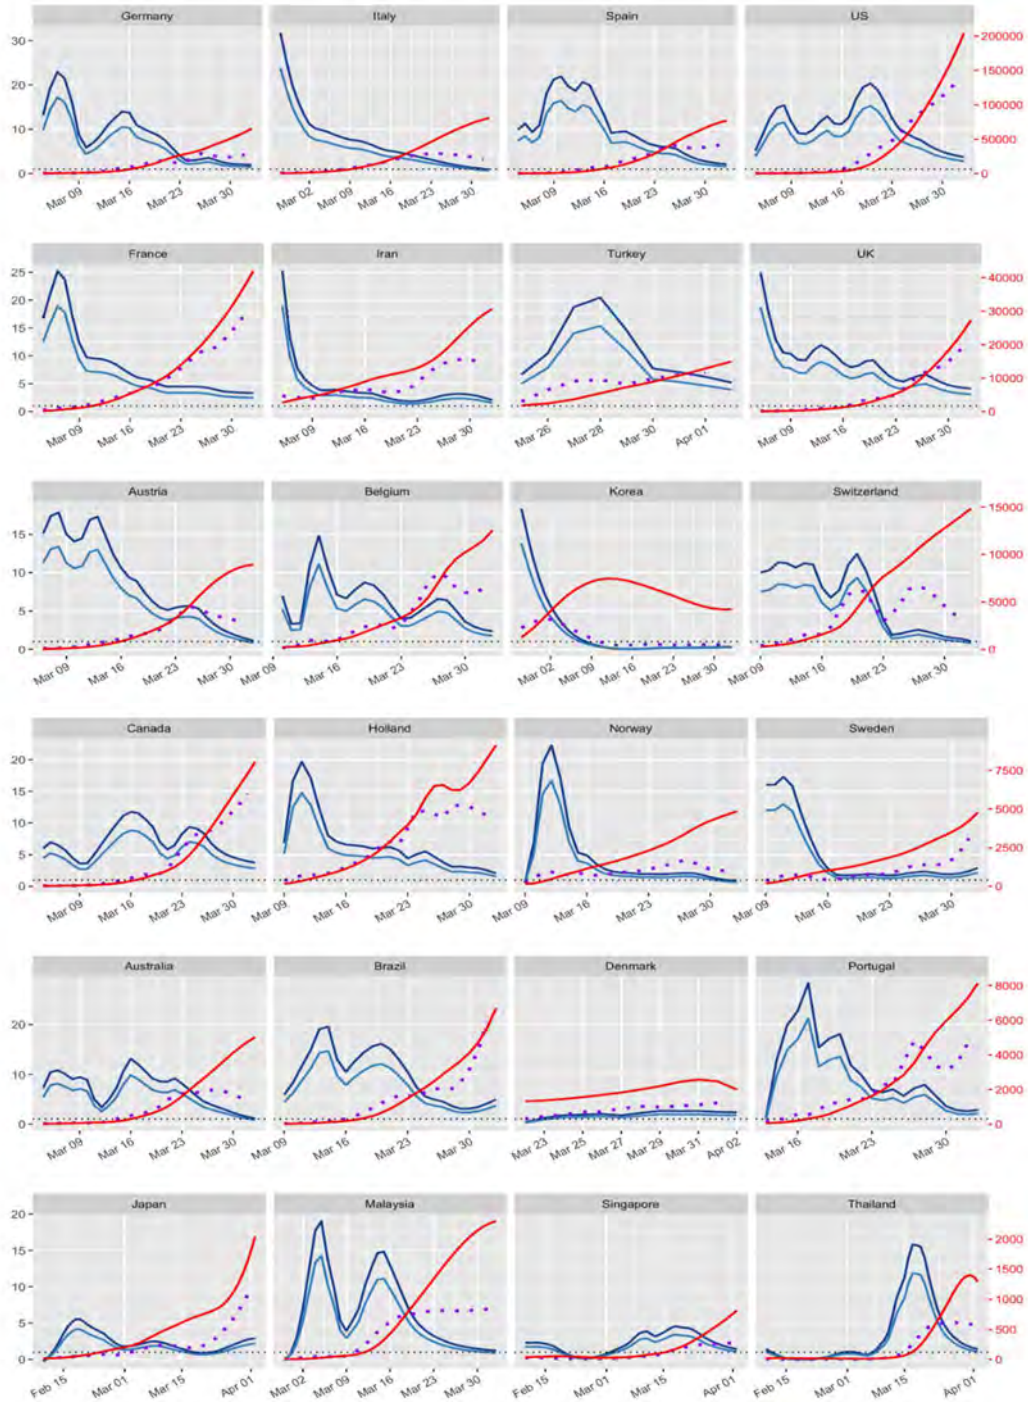 Germany Italy Spain US
30 20 10 0
200000 150000 100000 50000 0
Mar 09 Mar 16 Mar 23 Mar 30 Mar 02 Mar 09 Mar 16 Mar 23 Mar 30 Mar 09 Mar 16 Mar 23 Mar 30 Mar 09 Mar 16 Mar 23 Mar 30
France Iran Turkey UK
25 20 15 10 5 0
40000 30000 20000 10000 0
Mar 09 Mar 16 Mar 23 Mar 30 Mar 09 Mar 16 Mar 23 Mar 30 Mar 26 Mar 28 Mar 30 Apr 01 Mar 09 Mar 16 Mar 23 Mar 30
Austria Belgium Korea Switzerland
15 10 5 0
15000 10000 5000 0
Mar 09 Mar 16 Mar 23 Mar 30 Mar 09 Mar 16 Mar 23 Mar 30 Mar 02 Mar 09 Mar 16 Mar 23 Mar 30 Mar 09 Mar 16 Mar 23 Mar 30
Canada Holland Norway Sweden
20 15 10 5 0
7500 5000 2500 0
Mar 09 Mar 16 Mar 23 Mar 30 Mar 09 Mar 16 Mar 23 Mar 30 Mar 09 Mar 16 Mar 23 Mar 30 Mar 09 Mar 16 Mar 23 Mar 30
Australia Brazil Denmark Portugal
20 10 0
8000 6000 4000 2000 0
Mar 09 Mar 16 Mar 23 Mar 30 Mar 09 Mar 16 Mar 23 Mar 30 Mar 23 Mar 25 Mar 27 Mar 29 Mar 31 Apr 02 Mar 16 Mar 23 Mar 30
Japan Malaysia Singapore Thailand
20 15 10 5 0
2000 1500 1000 500 0
Feb 15 Mar 01 Mar 15 Apr 01 Mar 02 Mar 09 Mar 16 Mar 23 Mar 30 Feb 15 Mar 01 Mar 15 Apr 01 Feb 15 Mar 01 Mar 15 Apr 01